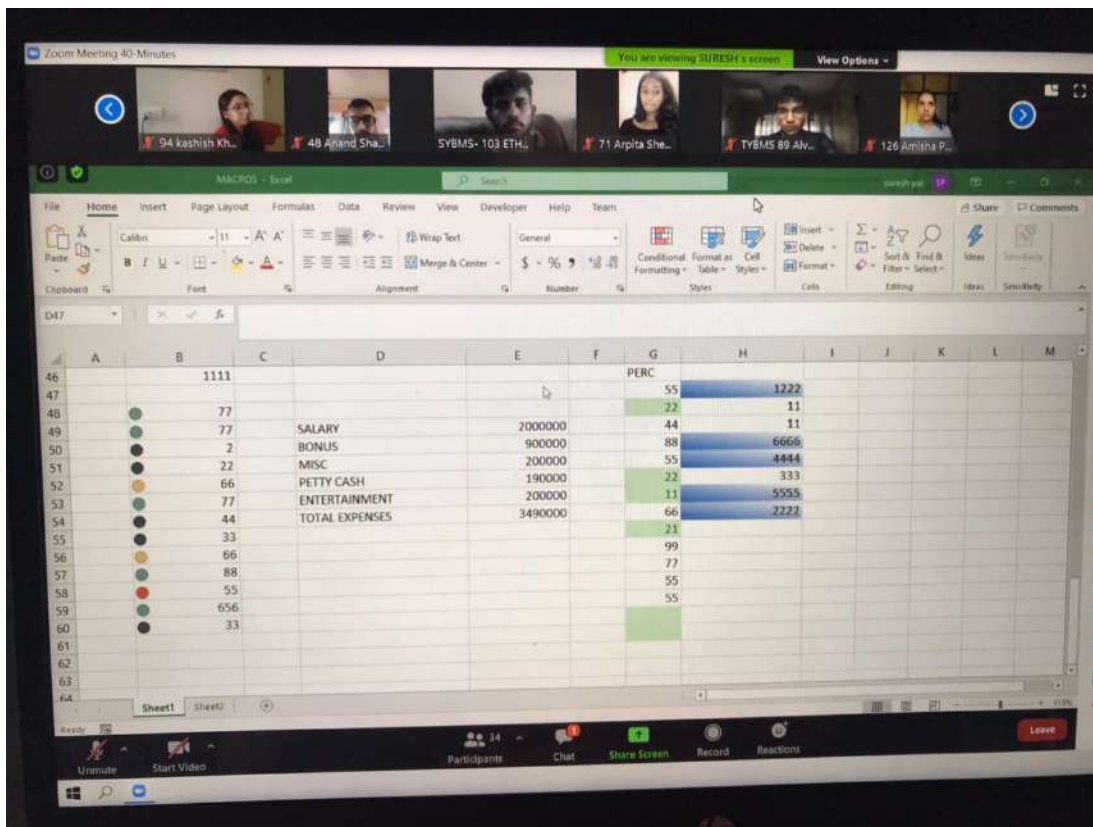 Zoom Meeting 40-Minutes
You are viewing SURESH's screen View Options
94 kashish Kh... 48 Anand Sha... SYBMS- 103 ETH... 71 Arpita She... TYBMS 89 Alv... 126 Amisha P...
MACROS - Excel Search suresh pal SP
File Home Insert Page Layout Formulas Data Review View Developer Help Team Share Comments
Paste Calibri 11 A A Wrap Text General Insert Σ
B I U A Merge & Center $ % Conditional Format as Cell Delete Sort & Find & Ideas Sensitivity
Formatting Table Styles Format Filter Select
Clipboard Font Alignment Number Styles Cells Editing Ideas Sensitivity
D47 fx
A B C D E F G H I J K L M
46 1111 PERC
47 55 1222
48 77 22 11
49 77 SALARY 2000000 44 11
50 2 BONUS 900000 88 6666
51 22 MISC 200000 55 4444
52 66 PETTY CASH 190000 22 333
53 77 ENTERTAINMENT 200000 11 5555
54 44 TOTAL EXPENSES 3490000 66 2222
55 33 21
56 66 99
57 88 77
58 55 55
59 656 55
60 33
61
62
63
64
Sheet1 Sheet2
Ready 115%
Unmute Start Video Participants 34 Chat 1 Share Screen Record Reactions Leave